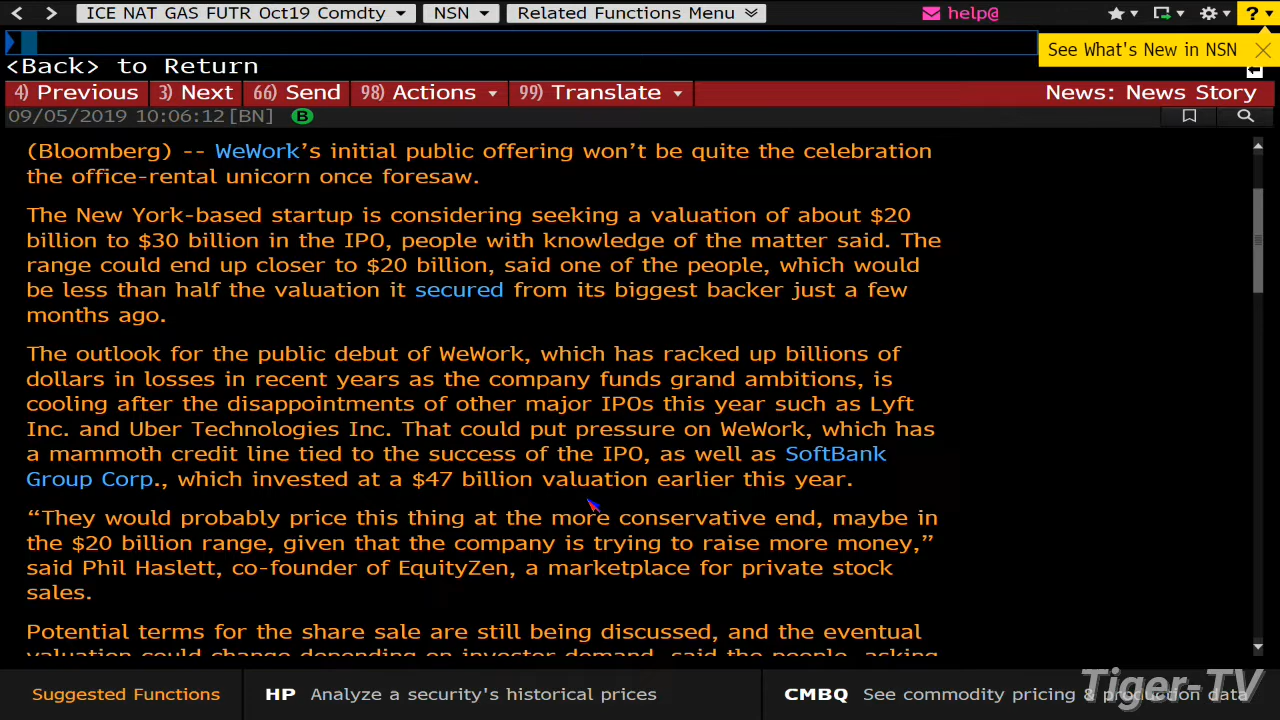 ICE NAT GAS FUTR Oct19 Comdty NSN Related Functions Menu help@ ?
See What's New in NSN
<Back> to Return
4) Previous 3) Next 66) Send 98) Actions 99) Translate News: News Story
09/05/2019 10:06:12 [BN] B
(Bloomberg) -- WeWork’s initial public offering won’t be quite the celebration
the office-rental unicorn once foresaw.
The New York-based startup is considering seeking a valuation of about $20
billion to $30 billion in the IPO, people with knowledge of the matter said. The
range could end up closer to $20 billion, said one of the people, which would
be less than half the valuation it secured from its biggest backer just a few
months ago.
The outlook for the public debut of WeWork, which has racked up billions of
dollars in losses in recent years as the company funds grand ambitions, is
cooling after the disappointments of other major IPOs this year such as Lyft
Inc. and Uber Technologies Inc. That could put pressure on WeWork, which has
a mammoth credit line tied to the success of the IPO, as well as SoftBank
Group Corp., which invested at a $47 billion valuation earlier this year.
“They would probably price this thing at the more conservative end, maybe in
the $20 billion range, given that the company is trying to raise more money,”
said Phil Haslett, co-founder of EquityZen, a marketplace for private stock
sales.
Potential terms for the share sale are still being discussed, and the eventual
valuation could change depending on investor demand, said the people, asking
Suggested Functions HP Analyze a security's historical prices CMBQ See commodity pricing & production data
Tiger-TV